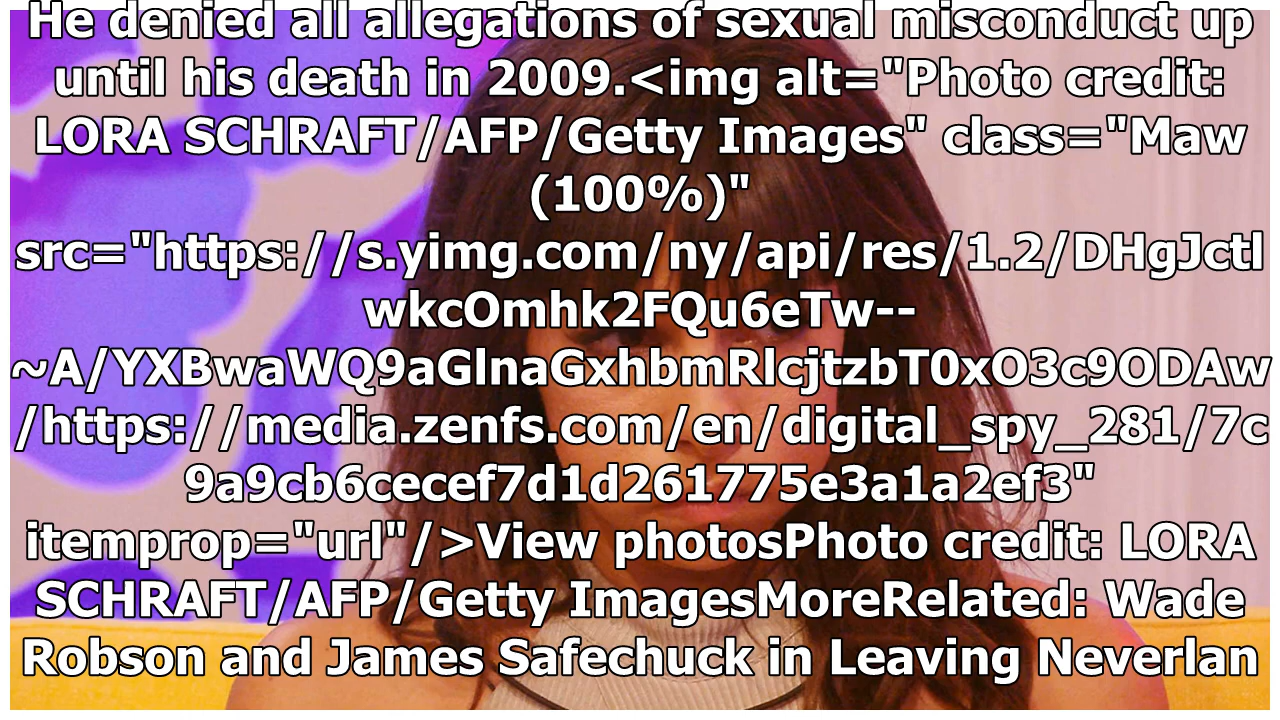 He denied all allegations of sexual misconduct up
until his death in 2009.<img alt="Photo credit:
LORA SCHRAFT/AFP/Getty Images" class="Maw
(100%)"
src="https://s.yimg.com/ny/api/res/1.2/DHgJctl
wkcOmhk2FQu6eTw--
~A/YXBwaWQ9aGlnaGxhbmRlcjtzbT0xO3c9ODAw
/https://media.zenfs.com/en/digital_spy_281/7c
9a9cb6cecef7d1d261775e3a1a2ef3"
itemprop="url"/>View photosPhoto credit: LORA
SCHRAFT/AFP/Getty ImagesMoreRelated: Wade
Robson and James Safechuck in Leaving Neverlan